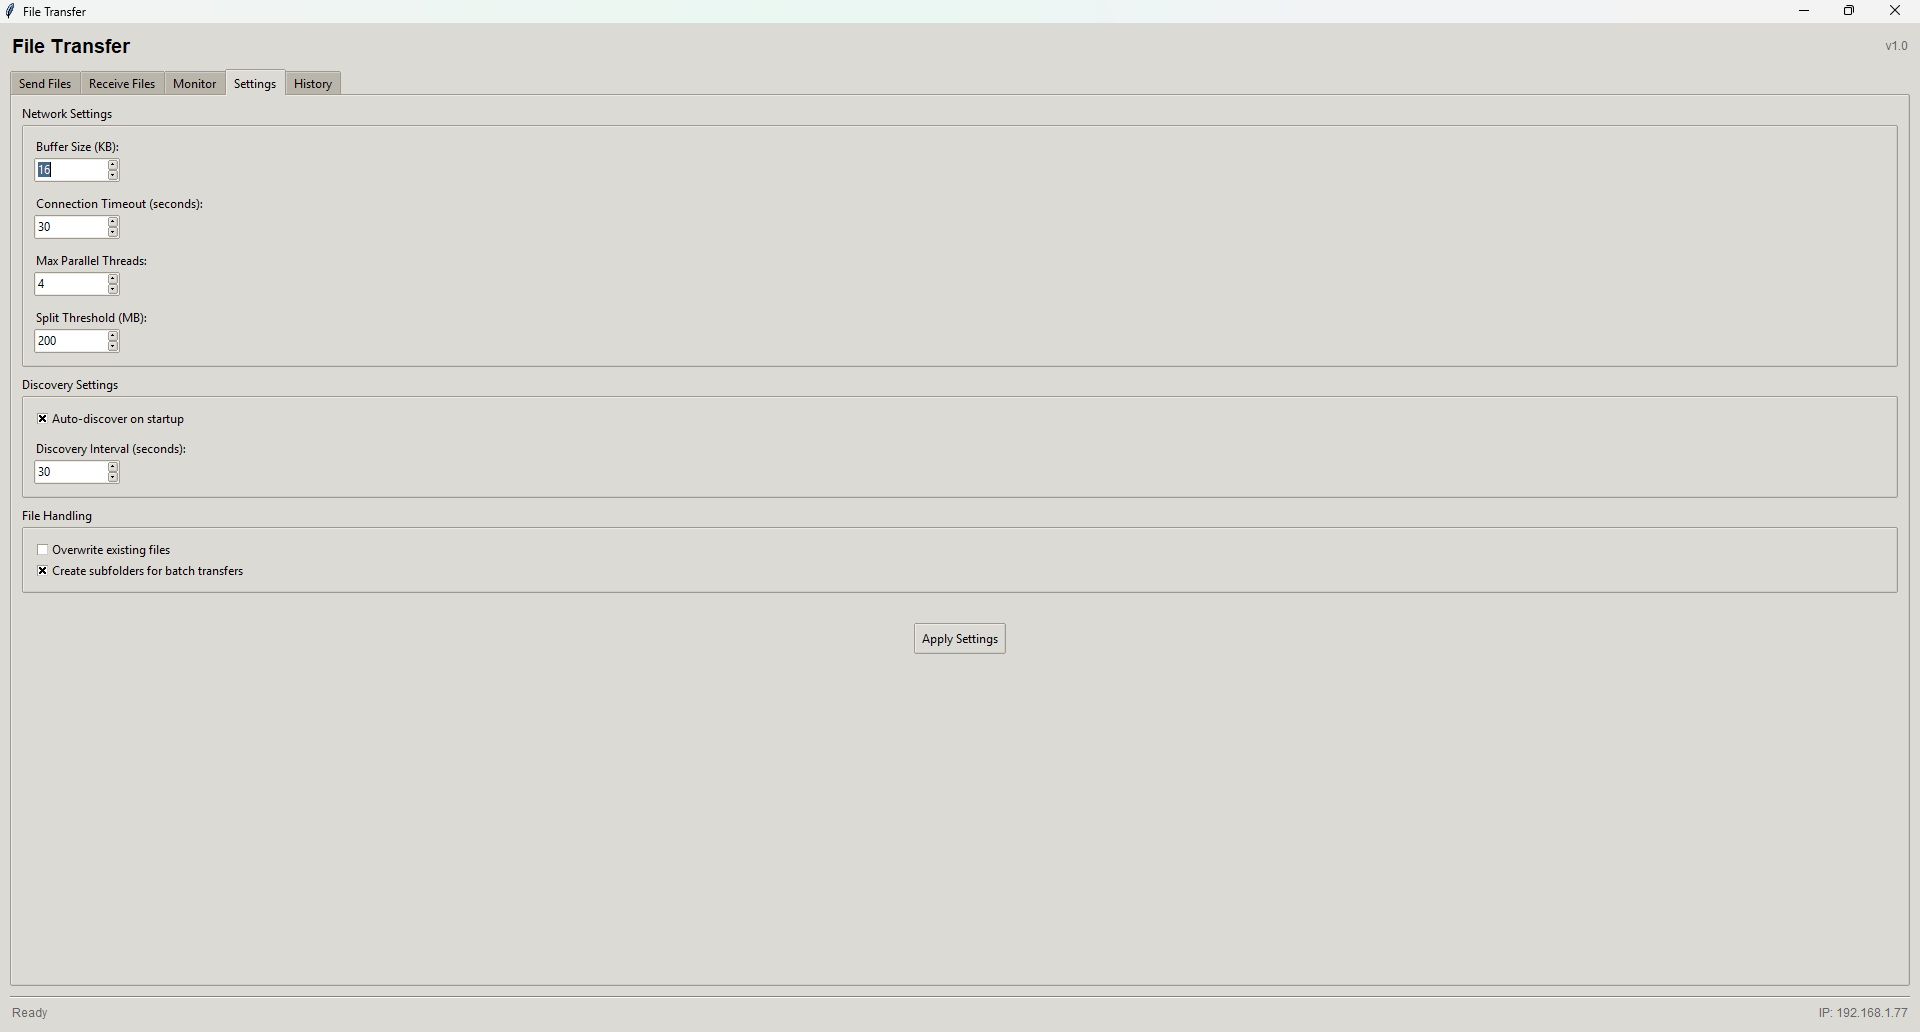 File Transfer
File Transfer
v1.0
Send Files Receive Files Monitor Settings History
Network Settings
Buffer Size (KB):
16
Connection Timeout (seconds):
30
Max Parallel Threads:
4
Split Threshold (MB):
200
Discovery Settings
Auto-discover on startup
Discovery Interval (seconds):
30
File Handling
Overwrite existing files
Create subfolders for batch transfers
Apply Settings
Ready
IP: 192.168.1.77